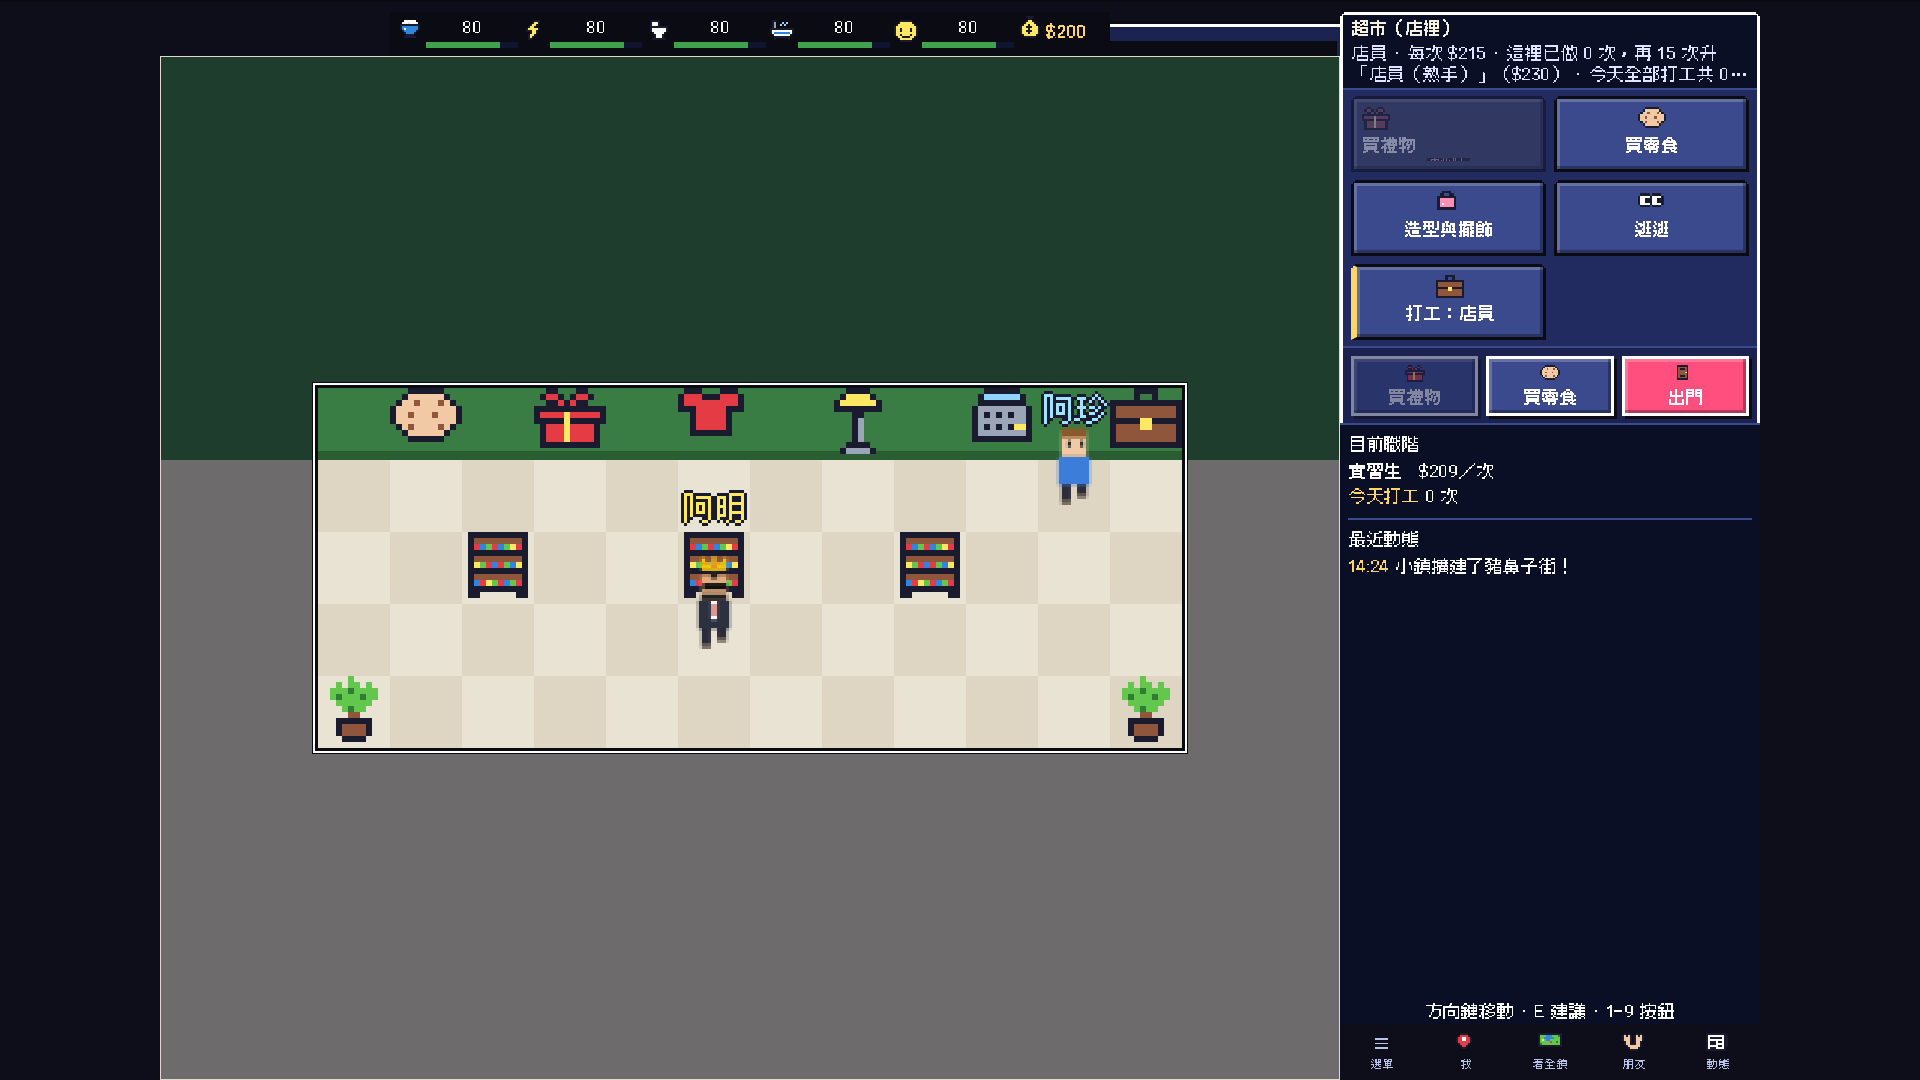 80
80
80
80
80
$200
超市（店裡）
店員·每次 $215·這裡已做 0 次，再 15 次升
「店員（熟手）」（$230）·今天全部打工共 0…
買禮物
買零食
造型與擺飾
逛逛
打工：店員
買禮物
買零食
出門
阿珍
阿明
目前職階
實習生 $209／次
今天打工 0 次
最近動態
14:24 小鎮擴建了豬鼻子街！
方向鍵移動·E 建議·1-9 按鈕
選單
我
看全鎮
朋友
動態